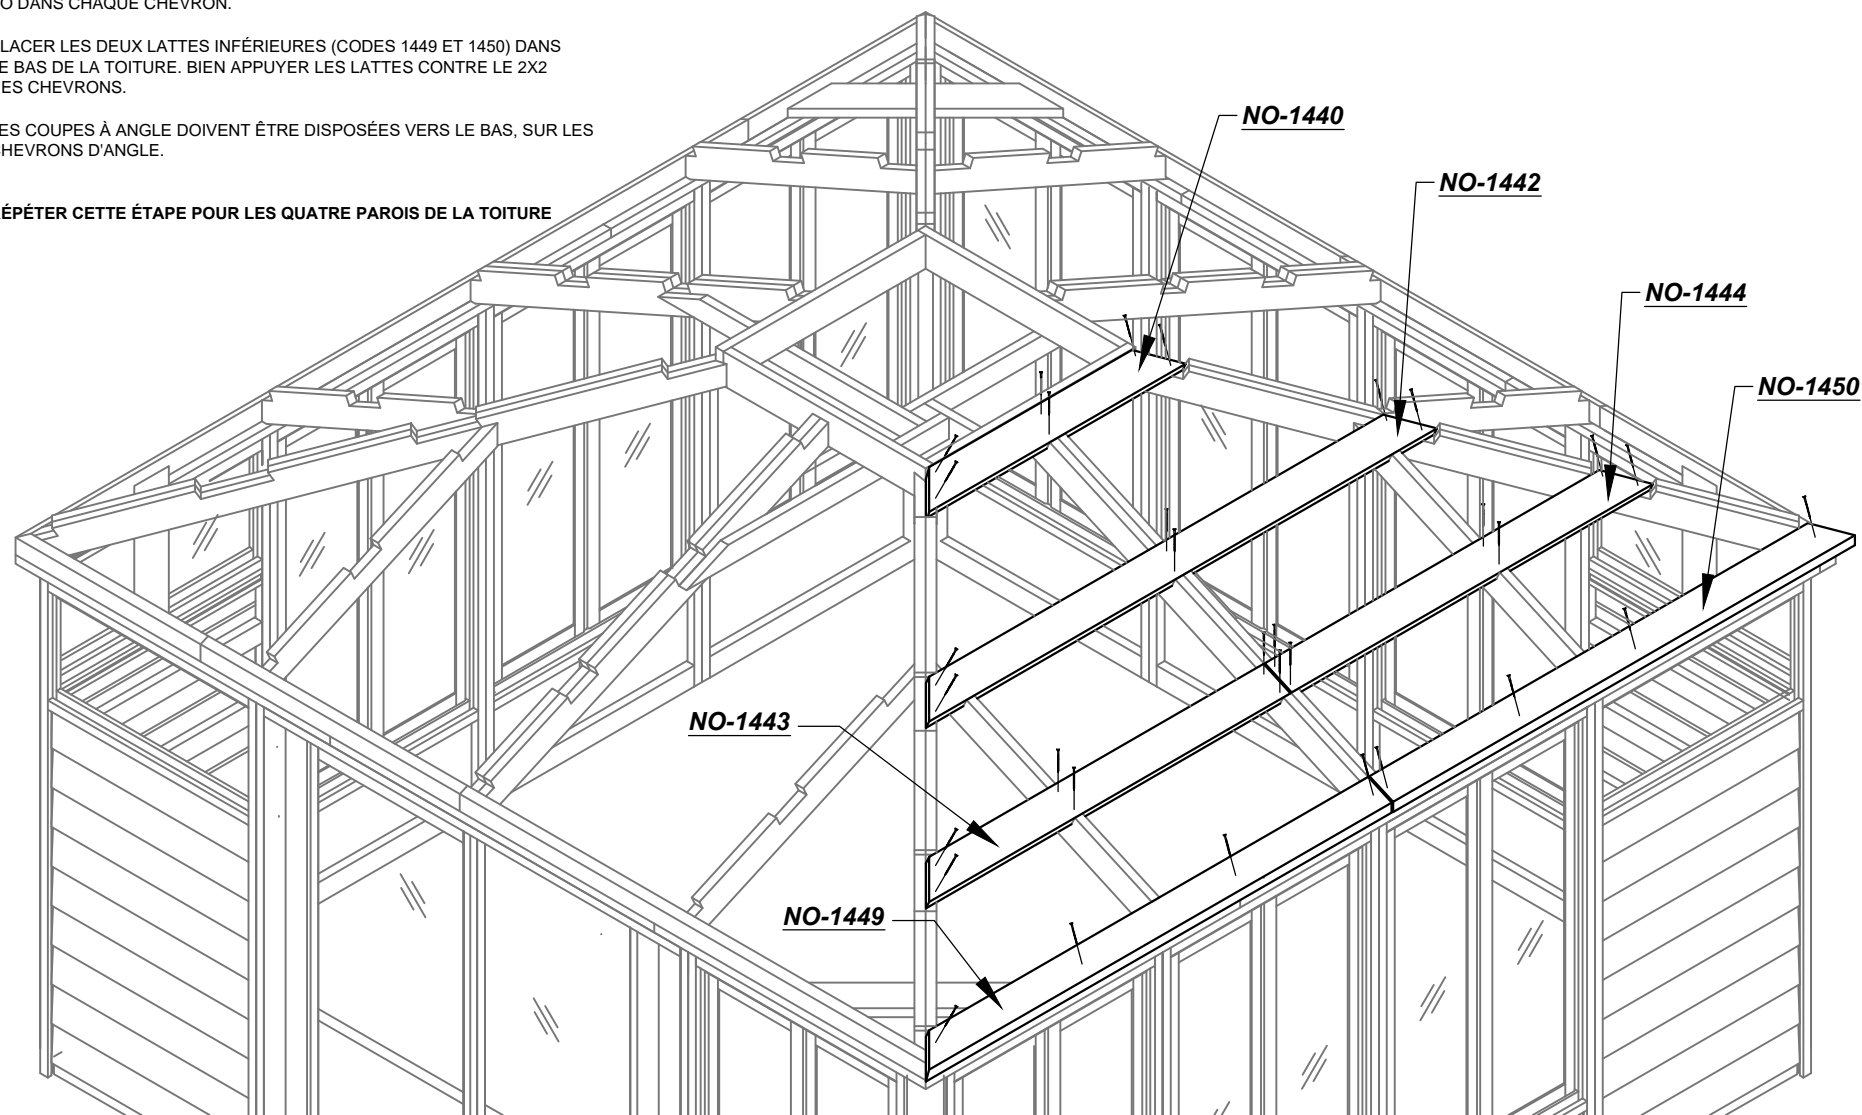 O DANS CHAQUE CHEVRON.
LACER LES DEUX LATTES INFÉRIEURES (CODES 1449 ET 1450) DANS
E BAS DE LA TOITURE. BIEN APPUYER LES LATTES CONTRE LE 2X2
ES CHEVRONS.
ES COUPES À ANGLE DOIVENT ÊTRE DISPOSÉES VERS LE BAS, SUR LES
CHEVRONS D'ANGLE.
ÉPÉTER CETTE ÉTAPE POUR LES QUATRE PAROIS DE LA TOITURE
NO-1440
NO-1442
NO-1444
NO-1450
NO-1443
NO-1449